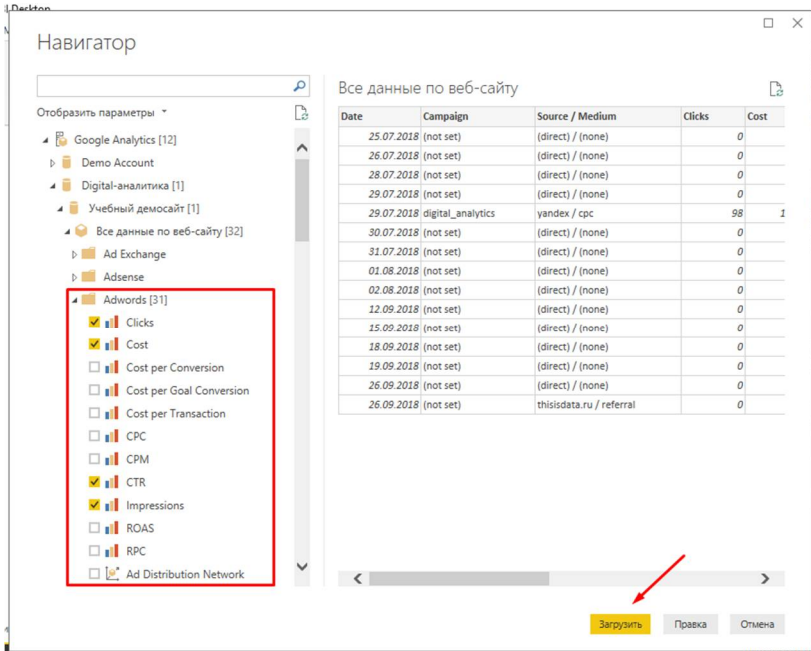 Desktop
Навигатор
Отобразить параметры
Google Analytics [12]
Demo Account
Digital-аналитика [1]
Учебный демосайт [1]
Все данные по веб-сайту [32]
Ad Exchange
Adsense
Adwords [31]
Clicks
Cost
Cost per Conversion
Cost per Goal Conversion
Cost per Transaction
CPC
CPM
CTR
Impressions
ROAS
RPC
Ad Distribution Network
Все данные по веб-сайту
Date Campaign Source / Medium Clicks Cost
25.07.2018 (not set) (direct) / (none) 0
26.07.2018 (not set) (direct) / (none) 0
28.07.2018 (not set) (direct) / (none) 0
29.07.2018 (not set) (direct) / (none) 0
29.07.2018 digital_analytics yandex / cpc 98 1
30.07.2018 (not set) (direct) / (none) 0
31.07.2018 (not set) (direct) / (none) 0
01.08.2018 (not set) (direct) / (none) 0
02.08.2018 (not set) (direct) / (none) 0
12.09.2018 (not set) (direct) / (none) 0
15.09.2018 (not set) (direct) / (none) 0
18.09.2018 (not set) (direct) / (none) 0
19.09.2018 (not set) (direct) / (none) 0
26.09.2018 (not set) (direct) / (none) 0
26.09.2018 (not set) thisisdata.ru / referral 0
Загрузить Правка Отмена